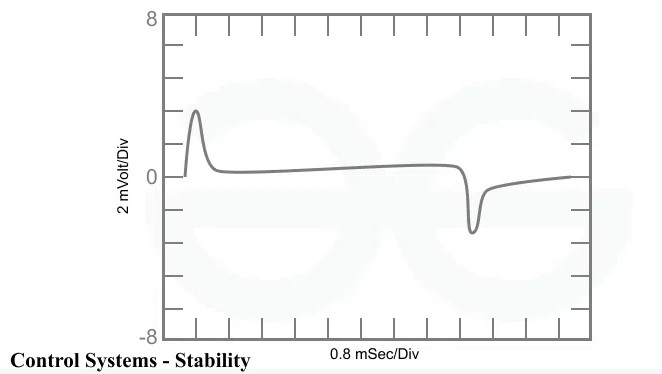 8
2 mVolt/Div
0
-8
0.8 mSec/Div
Control Systems - Stability